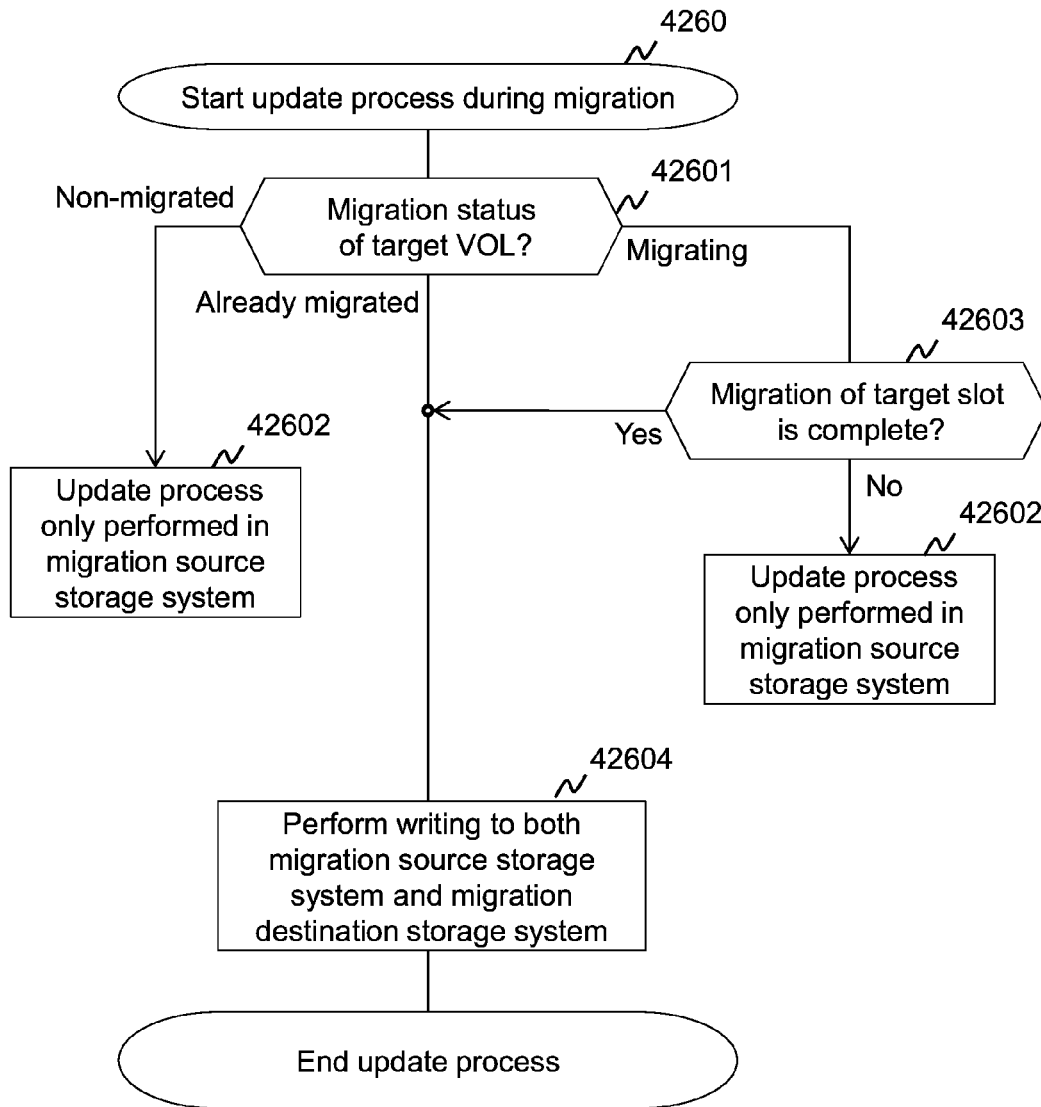 4260
Start update process during migration
42601
Non-migrated
Migration status
of target VOL?
Migrating
Already migrated
42603
Migration of target slot
is complete?
Yes
No
42602
Update process
only performed in
migration source
storage system
42602
Update process
only performed in
migration source
storage system
42604
Perform writing to both
migration source storage
system and migration
destination storage system
End update process